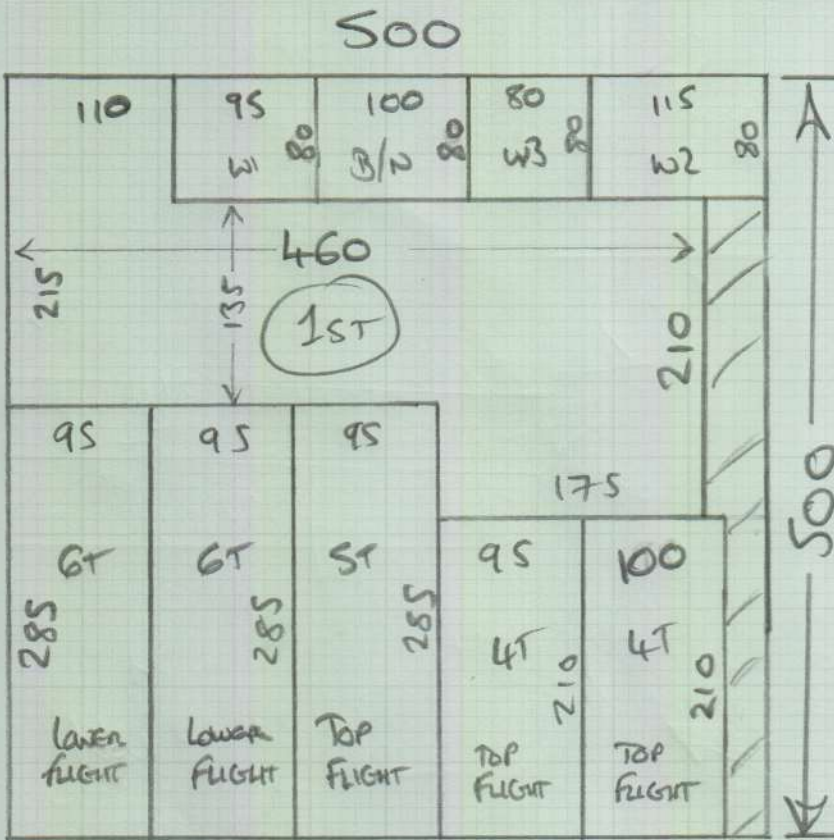 500
110 95 100 80 115
W1 80 B/N 80 W3 80 W2 80
460
215 135 1ST 210 500
95 95 95
175
6T 6T 5T 95 100
285 285 285 4T 210 4T 210
LOWER FLIGHT
LOWER FLIGHT
TOP FLIGHT
TOP FLIGHT
TOP FLIGHT